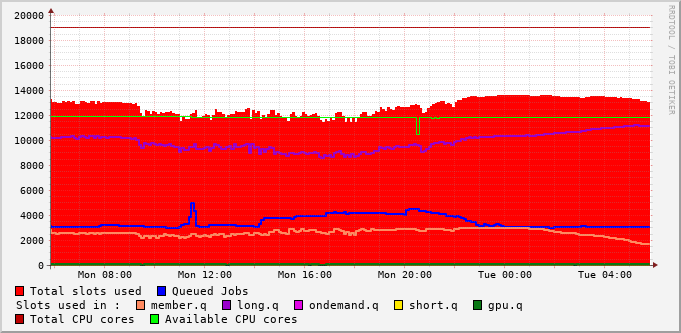 20000
18000
16000
14000
12000
10000
8000
6000
4000
2000
0
Mon 08:00 Mon 12:00 Mon 16:00 Mon 20:00 Tue 00:00 Tue 04:00
Total slots used Queued Jobs
Slots used in : member.q long.q ondemand.q short.q gpu.q
Total CPU cores Available CPU cores
RRDTOOL / TOBI OETIKER